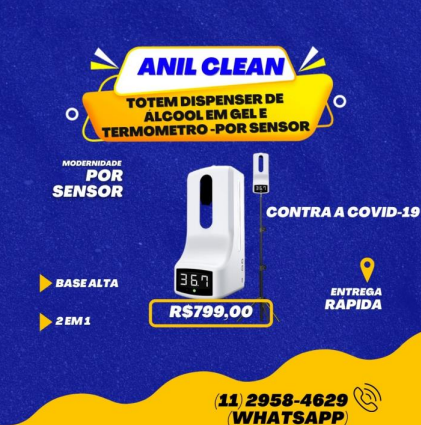 ANIL CLEAN
TOTEM DISPENSER DE
ÁLCOOL EM GEL E
TERMOMETRO -POR SENSOR
MODERNIDADE
POR
SENSOR
36.7
36.7
CONTRA A COVID-19
BASE ALTA
ENTREGA
RAPIDA
R$799,00
2 EM 1
(11) 2958-4629
(WHATSAPP)